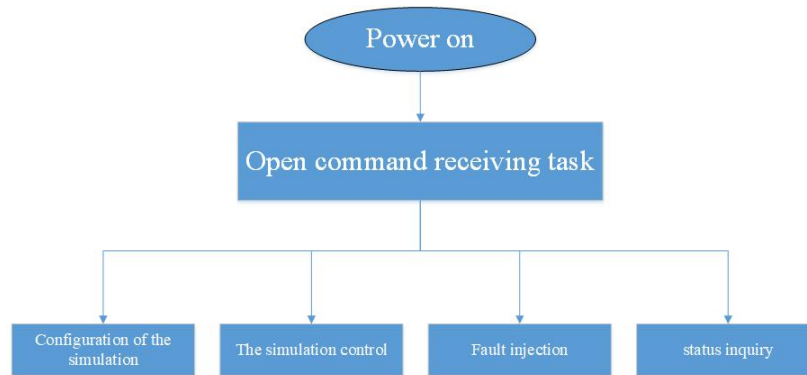 Power on
Open command receiving task
Configuration of the
simulation
The simulation control
Fault injection
status inquiry